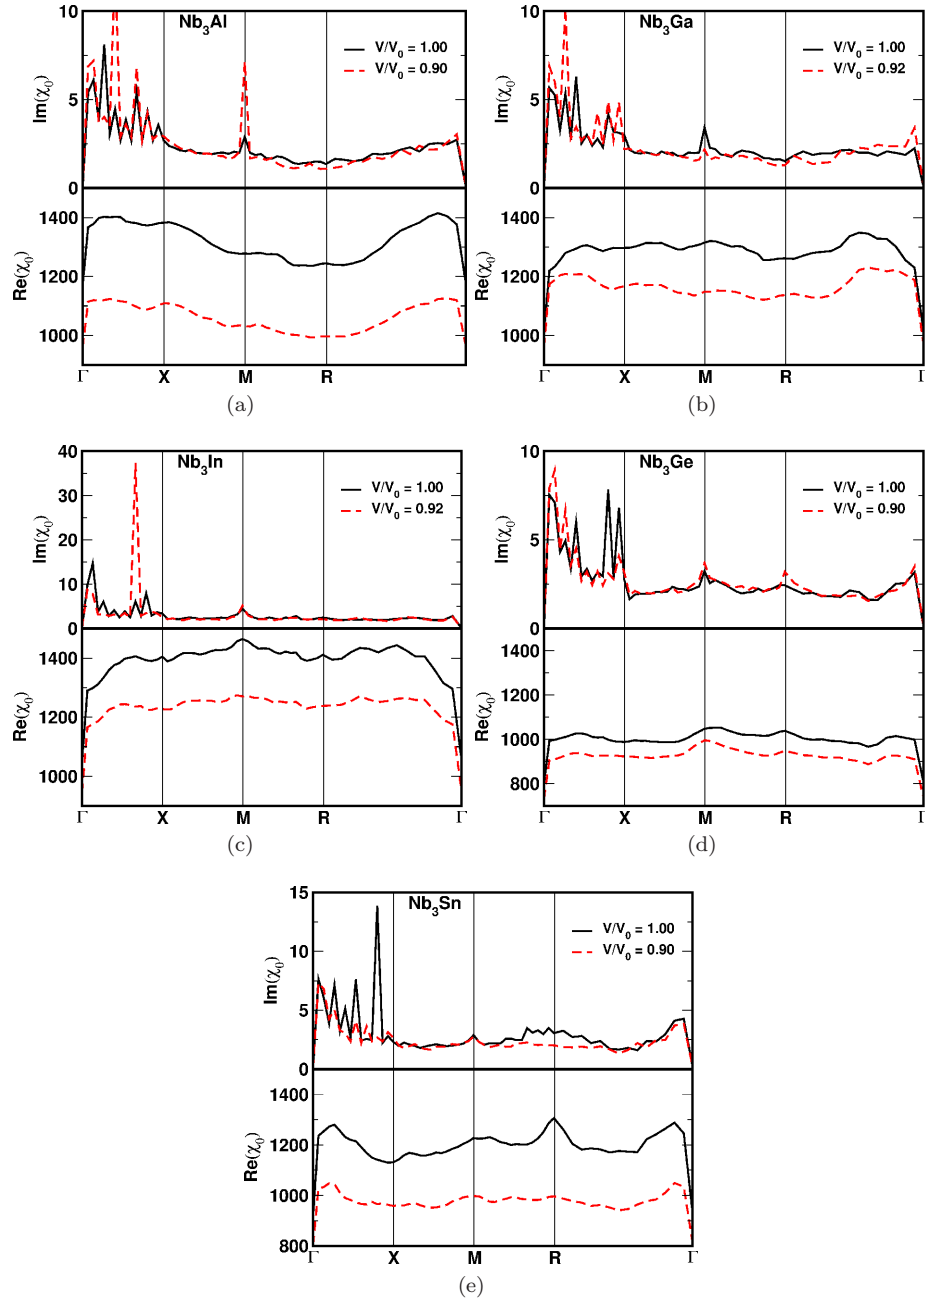 Nb3Al
10
5
0
Im(χ0)
V/V0 = 1.00
V/V0 = 0.90
1400
1200
1000
Re(χ0)
Γ X M R
(a)
Nb3Ga
10
5
0
Im(χ0)
V/V0 = 1.00
V/V0 = 0.92
1400
1200
1000
Re(χ0)
Γ X M R Γ
(b)
Nb3In
40
30
20
10
0
Im(χ0)
V/V0 = 1.00
V/V0 = 0.92
1400
1200
1000
Re(χ0)
Γ X M R Γ
(c)
Nb3Ge
10
5
0
Im(χ0)
V/V0 = 1.00
V/V0 = 0.90
1400
1200
1000
800
Re(χ0)
Γ X M R Γ
(d)
Nb3Sn
15
10
5
0
Im(χ0)
V/V0 = 1.00
V/V0 = 0.90
1400
1200
1000
800
Re(χ0)
Γ X M R Γ
(e)